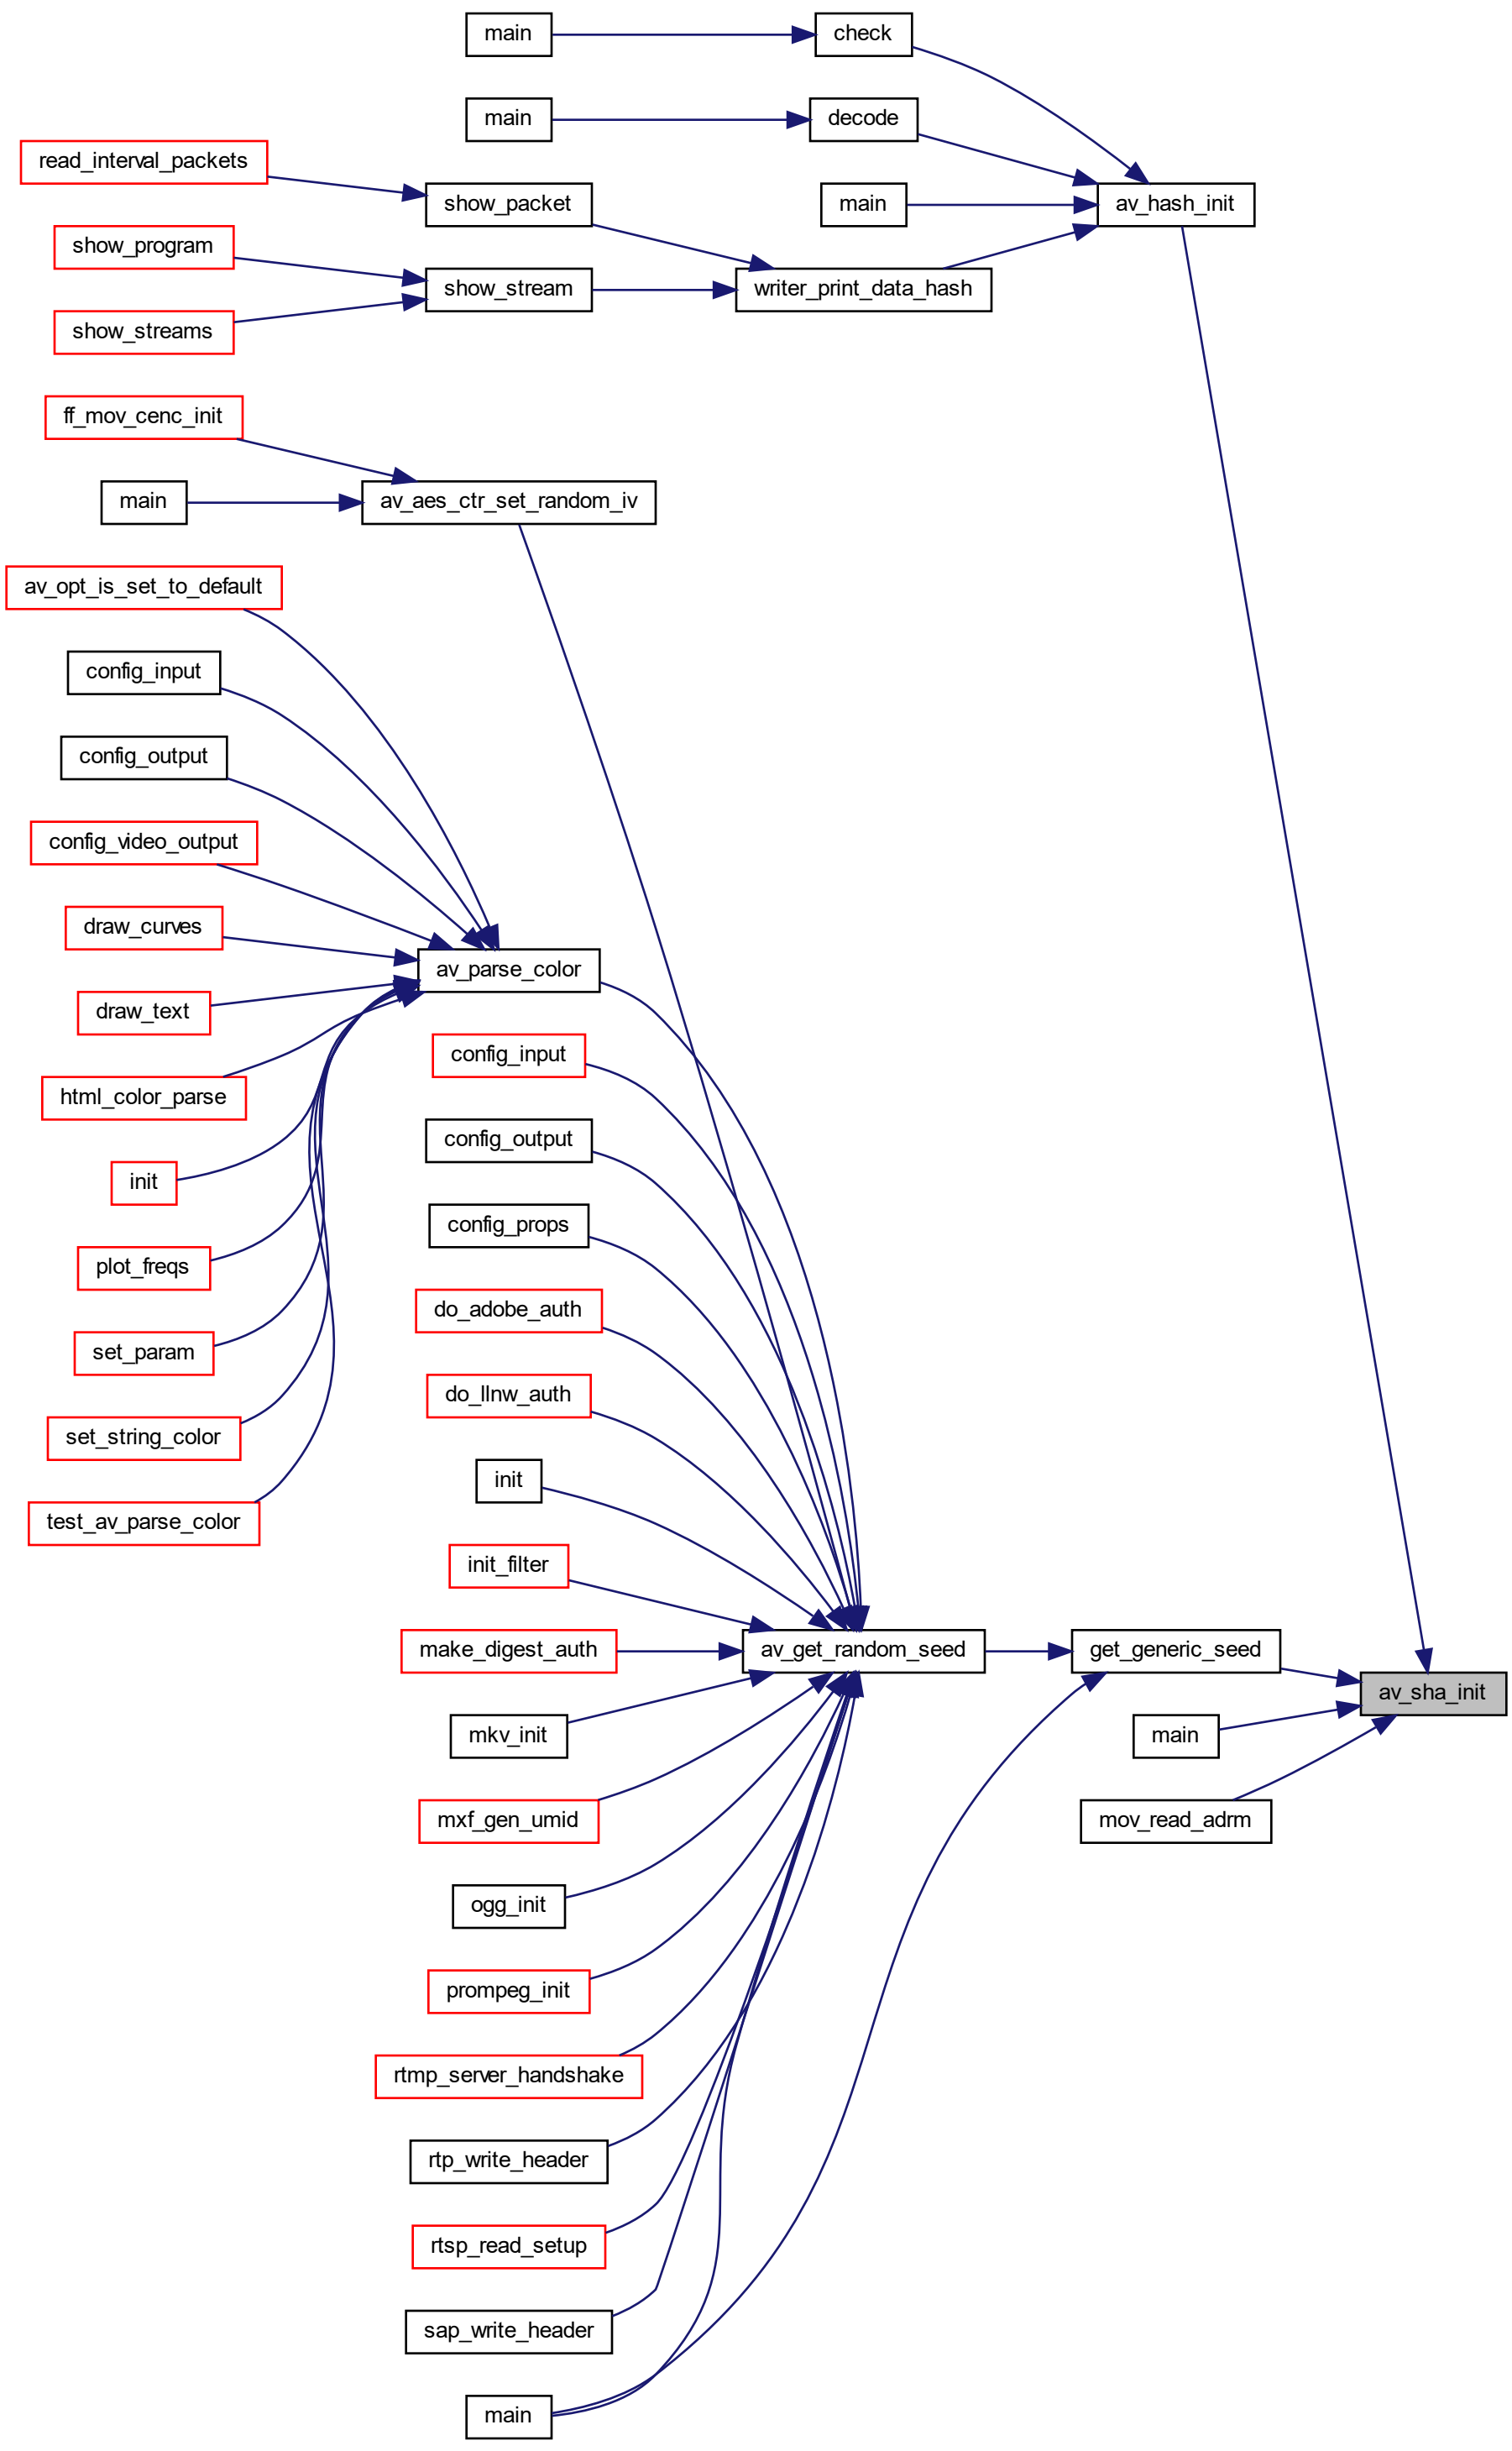 main
check
main
decode
read_interval_packets
show_packet
main
av_hash_init
show_program
show_stream
writer_print_data_hash
show_streams
ff_mov_cenc_init
main
av_aes_ctr_set_random_iv
av_opt_is_set_to_default
config_input
config_output
config_video_output
draw_curves
av_parse_color
draw_text
config_input
html_color_parse
config_output
init
config_props
plot_freqs
do_adobe_auth
set_param
do_llnw_auth
set_string_color
init
test_av_parse_color
init_filter
make_digest_auth
av_get_random_seed
get_generic_seed
av_sha_init
mkv_init
main
mxf_gen_umid
mov_read_adrm
ogg_init
prompeg_init
rtmp_server_handshake
rtp_write_header
rtsp_read_setup
sap_write_header
main